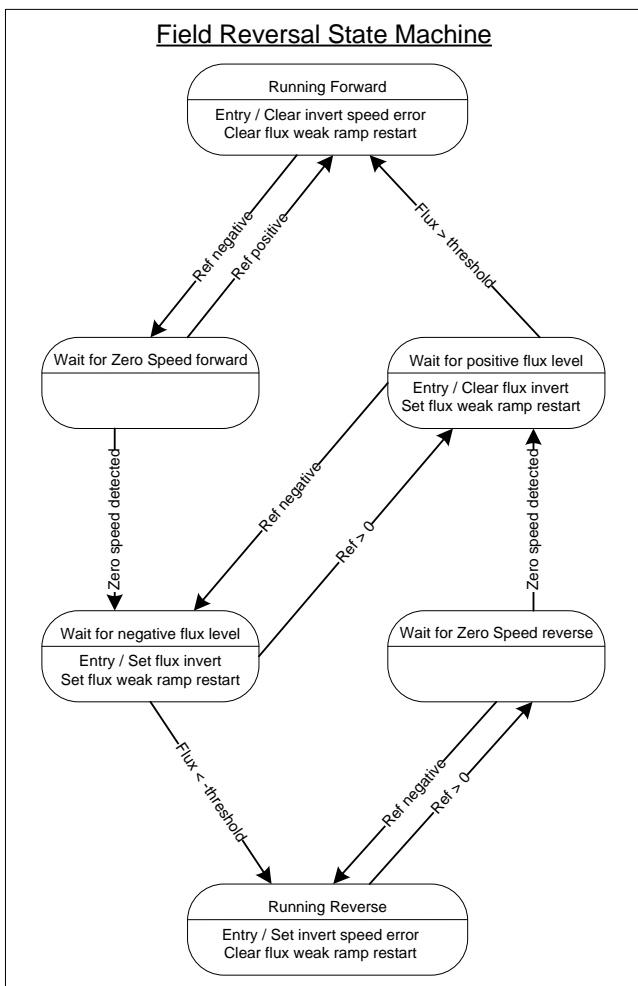 Field Reversal State Machine
Running Forward
Entry / Clear invert speed error
Clear flux weak ramp restart
Ref negative
Ref positive
Flux > threshold
Wait for Zero Speed forward
Wait for positive flux level
Entry / Clear flux invert
Set flux weak ramp restart
Zero speed detected
Ref negative
Ref > 0
Zero speed detected
Wait for negative flux level
Entry / Set flux invert
Set flux weak ramp restart
Wait for Zero Speed reverse
Flux < -threshold
Ref negative
Ref > 0
Running Reverse
Entry / Set invert speed error
Clear flux weak ramp restart